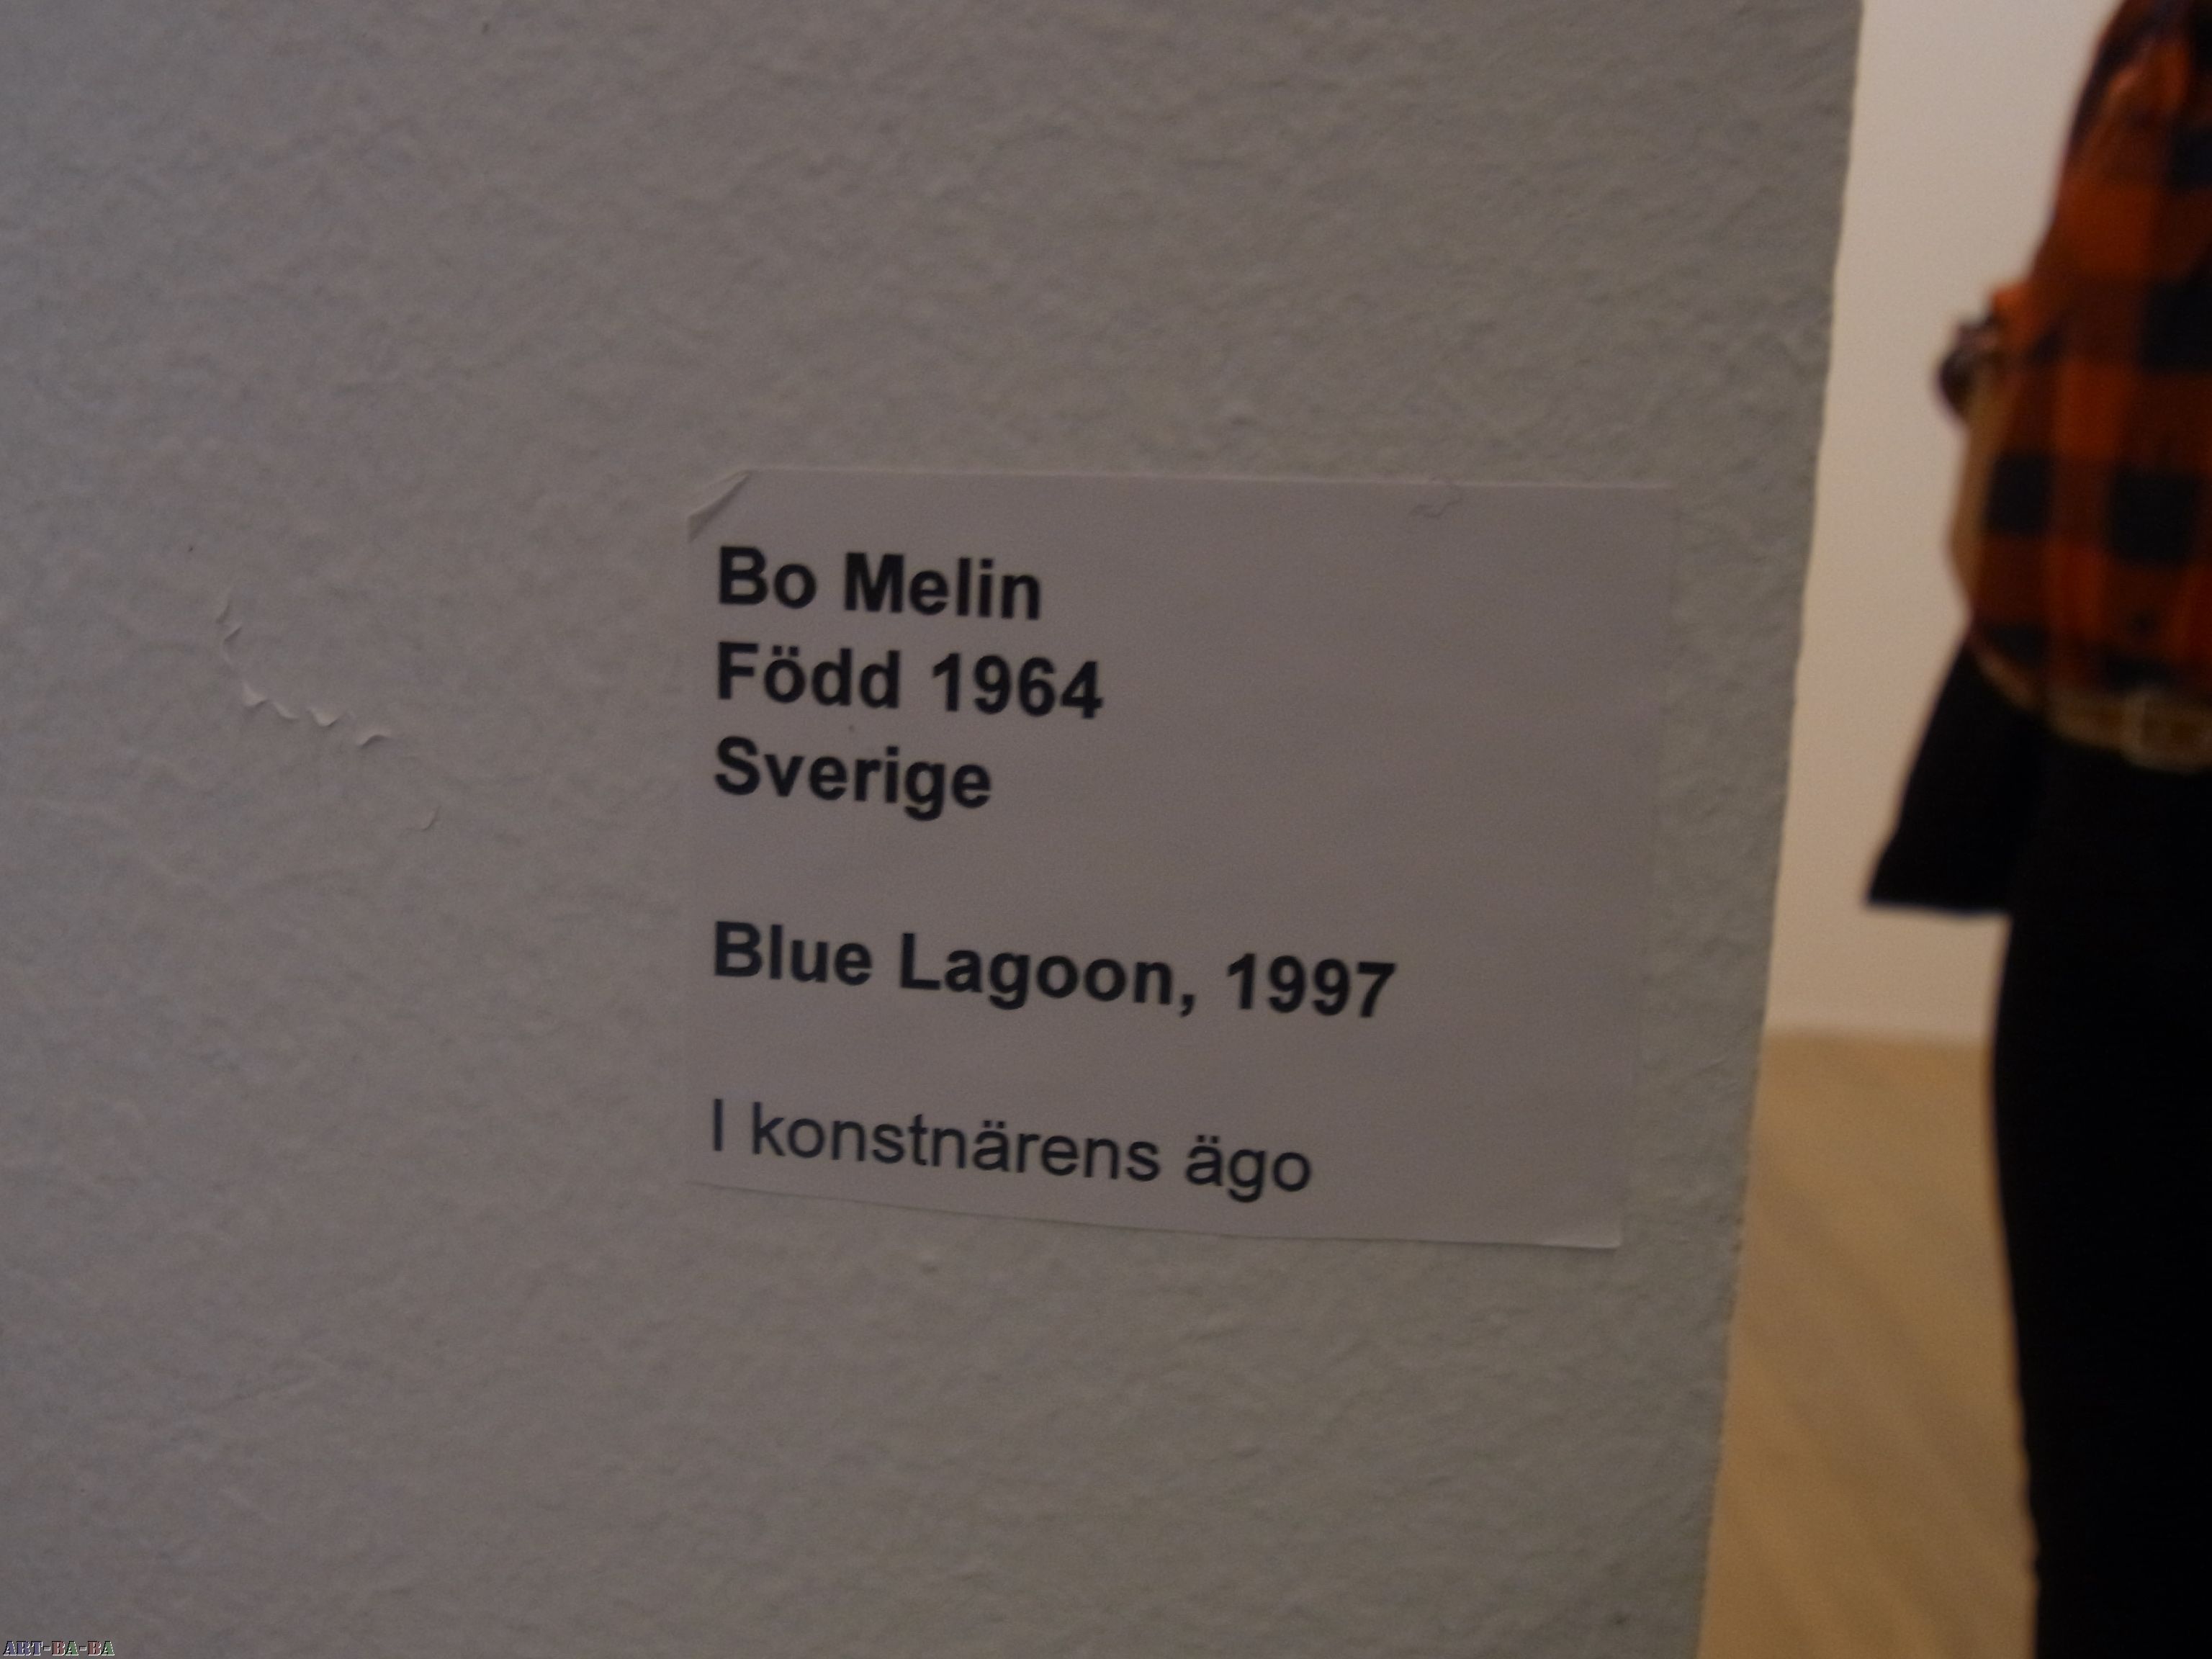 Bo Melin
Född 1964
Sverige
Blue Lagoon, 1997
I konstnärens ägo
ART-BA-BA